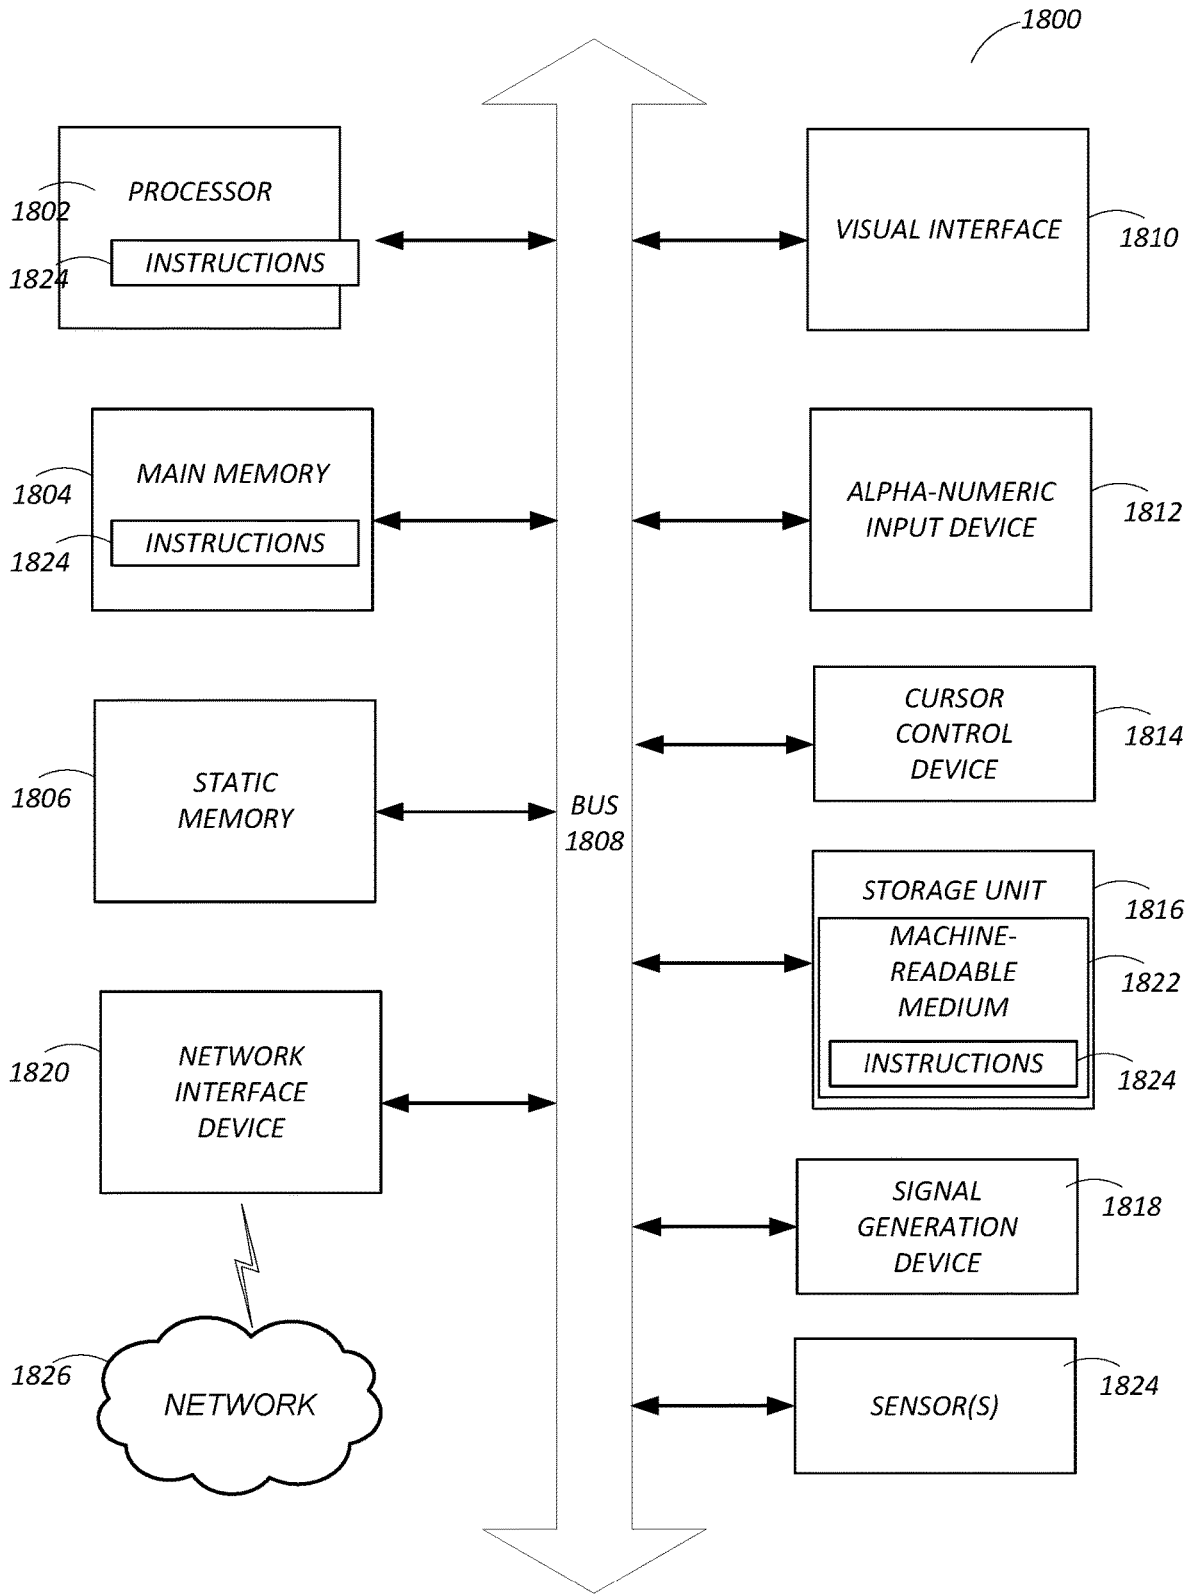 1800
PROCESSOR
1802
INSTRUCTIONS
1824
MAIN MEMORY
1804
INSTRUCTIONS
1824
STATIC
MEMORY
1806
NETWORK
INTERFACE
DEVICE
1820
NETWORK
1826
BUS
1808
VISUAL INTERFACE
1810
ALPHA-NUMERIC
INPUT DEVICE
1812
CURSOR
CONTROL
DEVICE
1814
STORAGE UNIT
1816
MACHINE-
READABLE
MEDIUM
1822
INSTRUCTIONS
1824
SIGNAL
GENERATION
DEVICE
1818
SENSOR(S)
1824